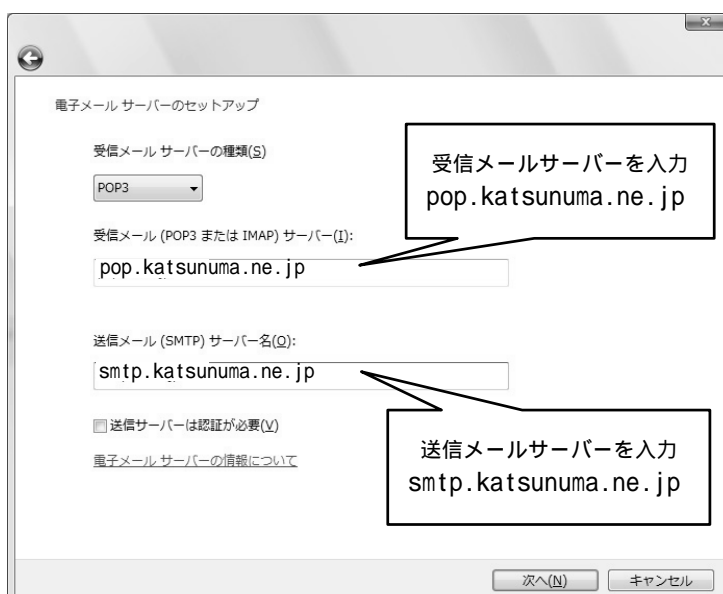 電子メール サーバーのセットアップ
受信メール サーバーの種類(S)
POP3
受信メール (POP3 または IMAP) サーバー(I):
pop.katsunuma.ne.jp
受信メールサーバーを入力
pop.katsunuma.ne.jp
送信メール (SMTP) サーバー名(O):
smtp.katsunuma.ne.jp
送信サーバーは認証が必要(V)
電子メール サーバーの情報について
送信メールサーバーを入力
smtp.katsunuma.ne.jp
次へ(N)
キャンセル